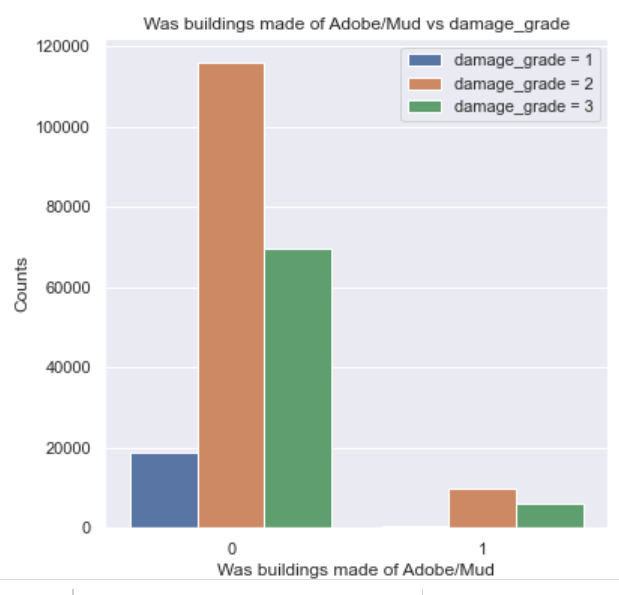 Was buildings made of Adobe/Mud vs damage_grade
120000
100000
80000
60000
40000
20000
0
Counts
damage_grade = 1
damage_grade = 2
damage_grade = 3
0 1
Was buildings made of Adobe/Mud